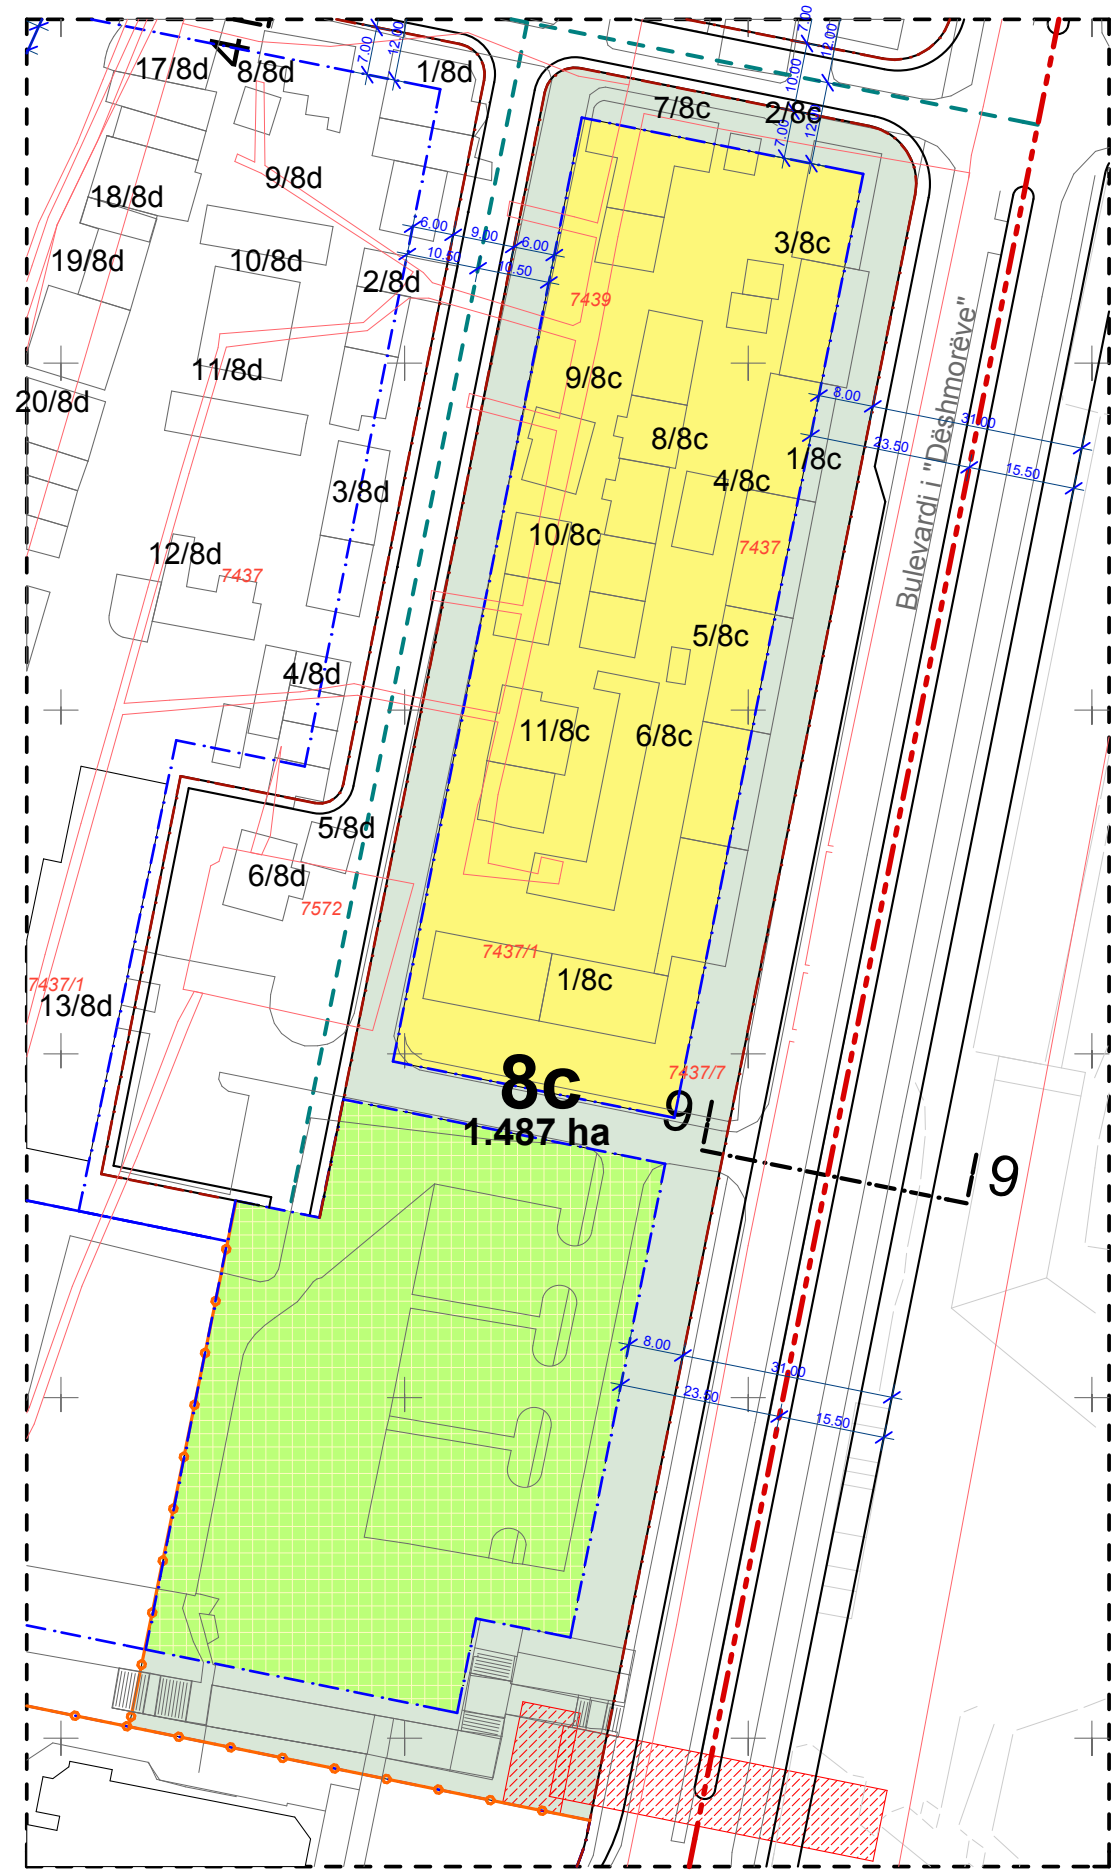 4
17/8d
8/8d
7.00
12.00
1/8d
7.00
12.00
10.00
7/8c
2/8e
7.00
12.00
9/8d
18/8d
3/8c
6.00
9.00
6.00
19/8d
10/8d
10.50
10.50
2/8d
7439
11/8d
9/8c
20/8d
8.00
31.00
8/8c
23.50
1/8c
15.50
4/8c
Bulevardi i "Dëshmorëve"
3/8d
10/8c
7437
12/8d
7437
5/8c
4/8d
11/8c
6/8c
5/8d
6/8d
7572
7437/1
1/8c
7437/1
13/8d
8c
7437/7
9
1.487 ha
9
8.00
31.00
23.50
15.50